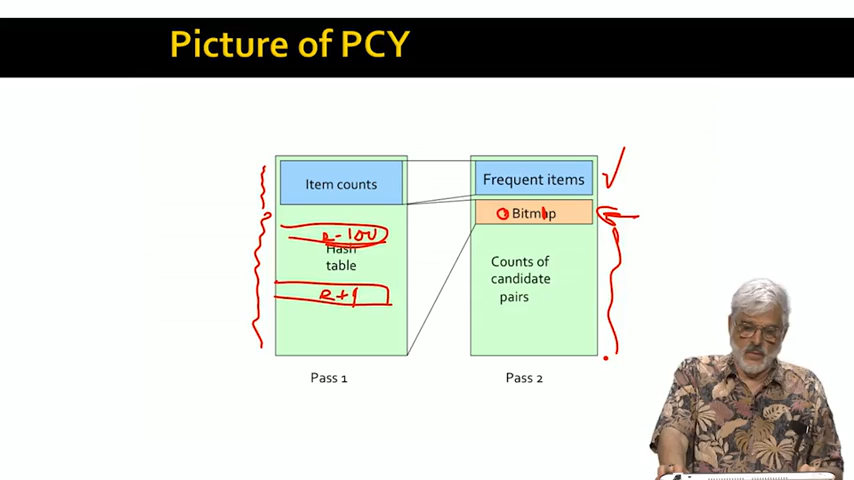 Picture of PCY
Item counts
Frequent items
Bitmap
Hash
table
Counts of
candidate
pairs
Pass 1
Pass 2